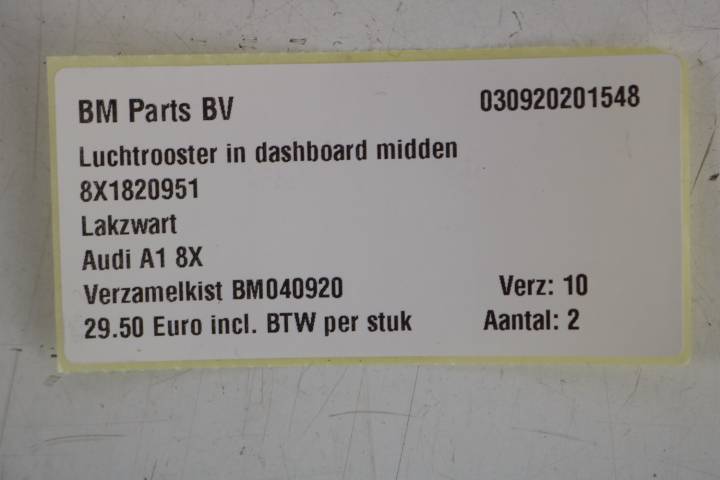 BM Parts BV 030920201548
Luchtrooster in dashboard midden
8X1820951
Lakzwart
Audi A1 8X
Verzamelkist BM040920 Verz: 10
29.50 Euro incl. BTW per stuk Aantal: 2